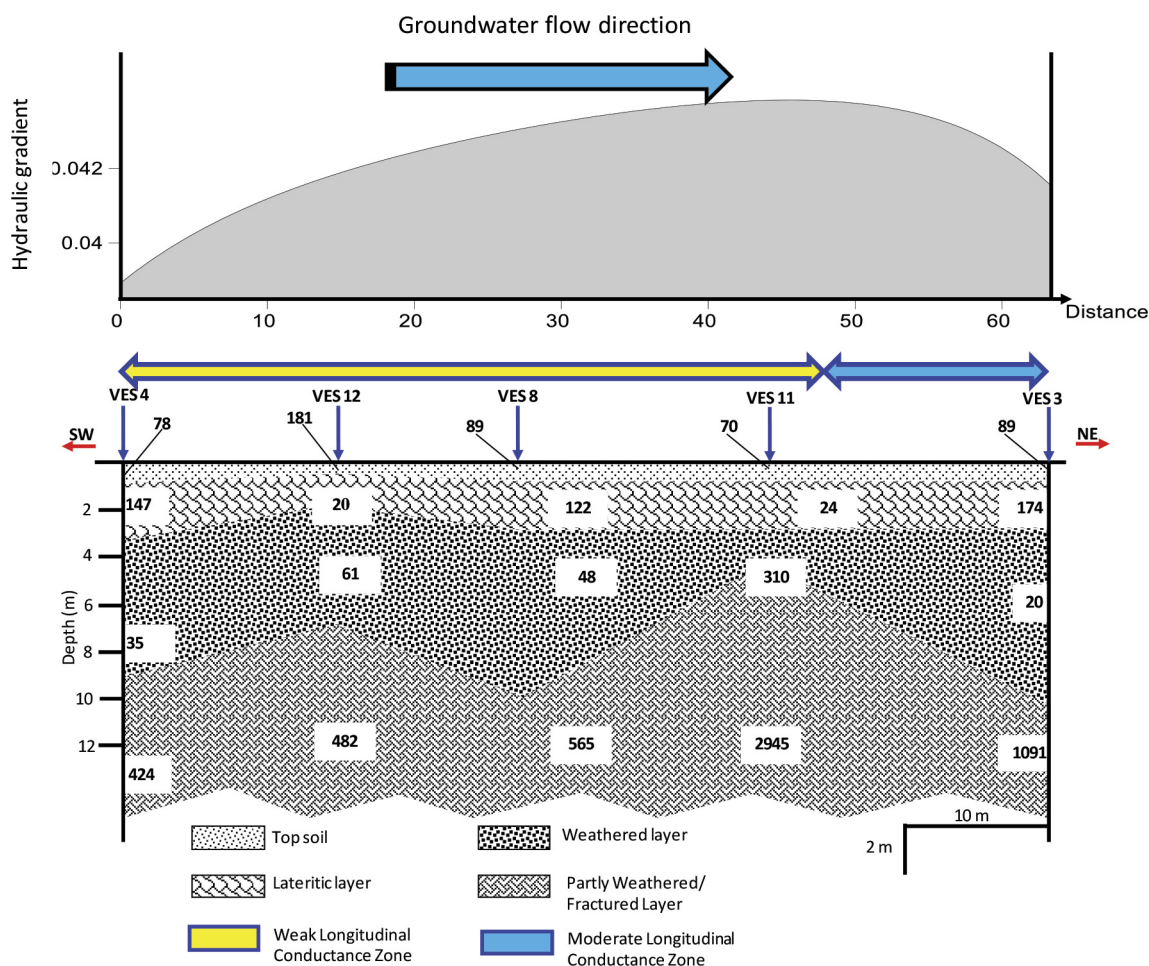 Groundwater flow direction
Hydraulic gradient
0.042
0.04
0 10 20 30 40 50 60
Distance
VES 4 VES 12 VES 8 VES 11 VES 3
SW 78 181 89 70 89 NE
147 20 122 24 174
61 48 310 20
35
482 565 2945 1091
424
Depth (m)
2
4
6
8
10
12
10 m
2 m
Top soil
Weathered layer
Lateritic layer
Partly Weathered/
Fractured Layer
Weak Longitudinal
Conductance Zone
Moderate Longitudinal
Conductance Zone